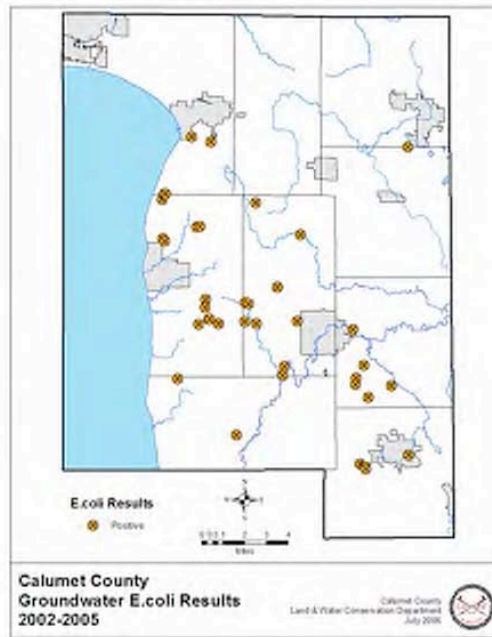 E.coli Results
Positive
Miles
Calumet County
Groundwater E.coli Results
2002-2005
Calumet County
Land & Water Conservation Department
July 2006